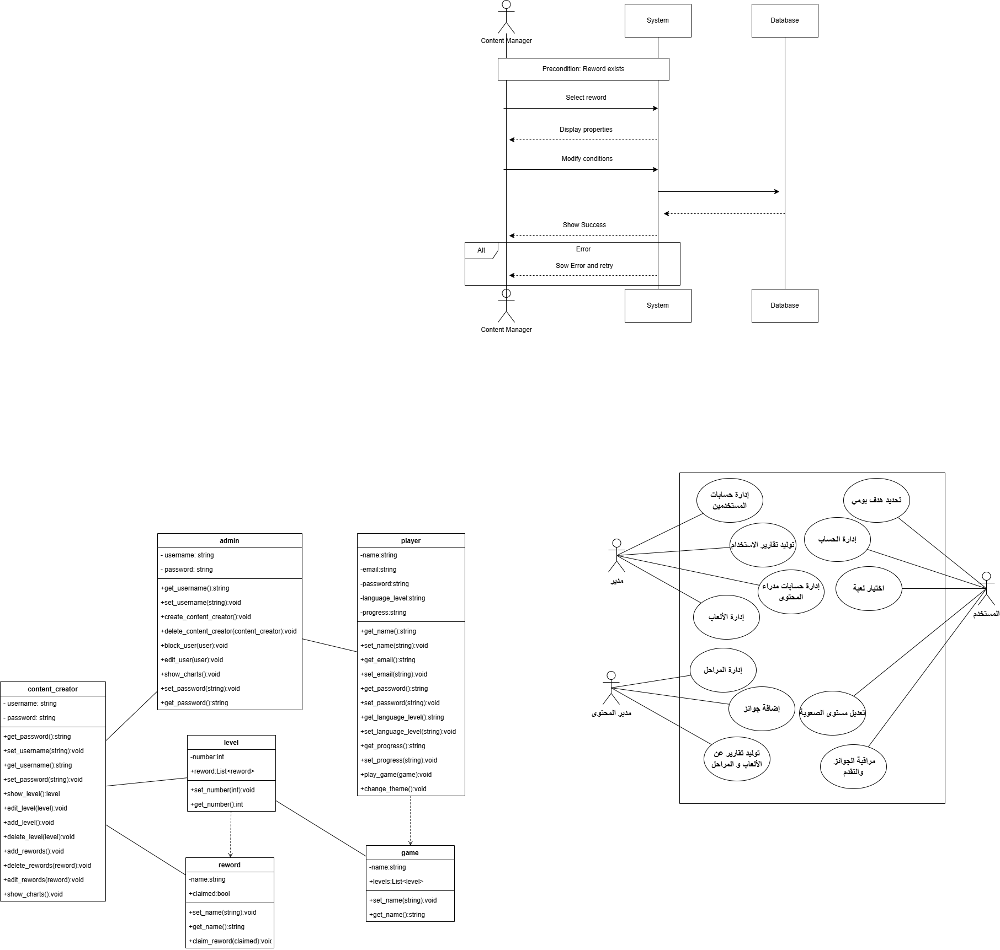 Content Manager
System
Database
Precondition: Reword exists
Select reword
Display properties
Modify conditions
Show Success
Alt
Error
Sow Error and retry
Content Manager
System
Database
admin
- username: string
- password: string
+get_username():string
+set_username(string):void
+create_content_creator():void
+delete_content_creator(content_creator):void
+block_user(user):void
+edit_user(user):void
+show_charts():void
+set_password(string):void
+get_password():string
player
-name:string
-email:string
-password:string
-language_level:string
-progress:string
+get_name():string
+set_name(string):void
+get_email():string
+set_email(string):void
+get_password():string
+set_password(string):void
+get_language_level():string
+set_language_level(string):void
+get_progress():string
+set_progress(string):void
+play_game(game):void
+change_theme():void
content_creator
- username: string
- password: string
+get_password():string
+set_username(string):void
+get_username():string
+set_password(string):void
+show_level():level
+edit_level(level):void
+add_level():void
+delete_level(level):void
+add_rewords():void
+delete_rewords(reword):void
+edit_rewords(reword):void
+show_charts():void
level
-number:int
+reword:List<reword>
+set_number(int):void
+get_number():int
reword
-name:string
+claimed:bool
+set_name(string):void
+get_name():string
+claim_reword(claimed):voic
game
-name:string
+levels:List<level>
+set_name(string):void
+get_name():string
إدارة حسابات
المستخدمين
توليد تقارير الاستخدام
إدارة حسابات مدراء
المحتوى
إدارة الألعاب
مدير
إدارة المراحل
إضافة جوائز
توليد تقارير عن
الألعاب و المراحل
مدير المحتوى
تحديد هدف يومي
إدارة الحساب
اختيار لعبة
تعديل مستوى الصعوبة
مراقبة الجوائز
والتقدم
المستخدم